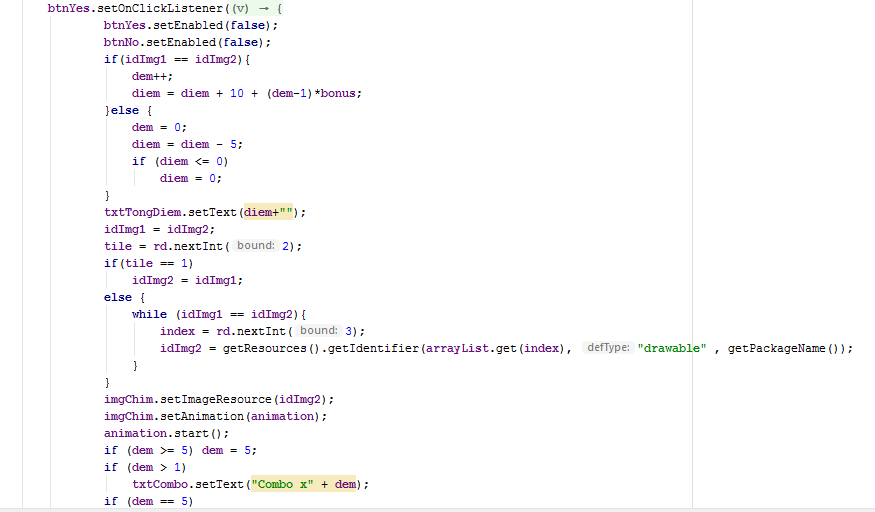 btnYes.setOnClickListener((v) → {
btnYes.setEnabled(false);
btnNo.setEnabled(false);
if(idImg1 == idImg2){
dem++;
diem = diem + 10 + (dem-1)*bonus;
}else {
dem = 0;
diem = diem - 5;
if (diem <= 0)
diem = 0;
}
txtTongDiem.setText(diem+"");
idImg1 = idImg2;
tile = rd.nextInt( bound: 2);
if(tile == 1)
idImg2 = idImg1;
else {
while (idImg1 == idImg2){
index = rd.nextInt( bound: 3);
idImg2 = getResources().getIdentifier(arrayList.get(index), defType: "drawable" , getPackageName());
}
}
imgChim.setImageResource(idImg2);
imgChim.setAnimation(animation);
animation.start();
if (dem >= 5) dem = 5;
if (dem > 1)
txtCombo.setText("Combo x" + dem);
if (dem == 5)